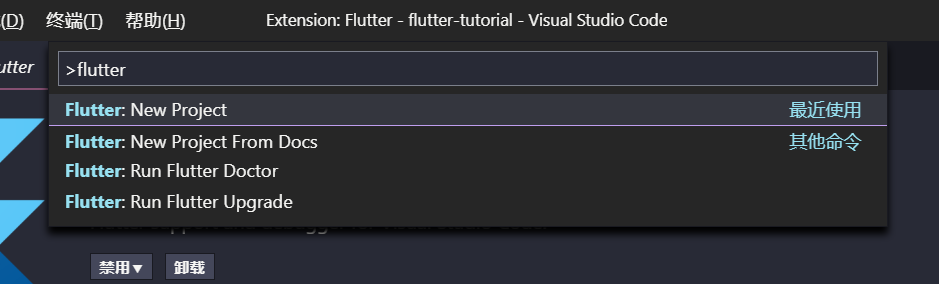 (D) 终端(T) 帮助(H) Extension: Flutter - flutter-tutorial - Visual Studio Code
utter
>flutter
Flutter: New Project 最近使用
Flutter: New Project From Docs 其他命令
Flutter: Run Flutter Doctor
Flutter: Run Flutter Upgrade
禁用▼ 卸载